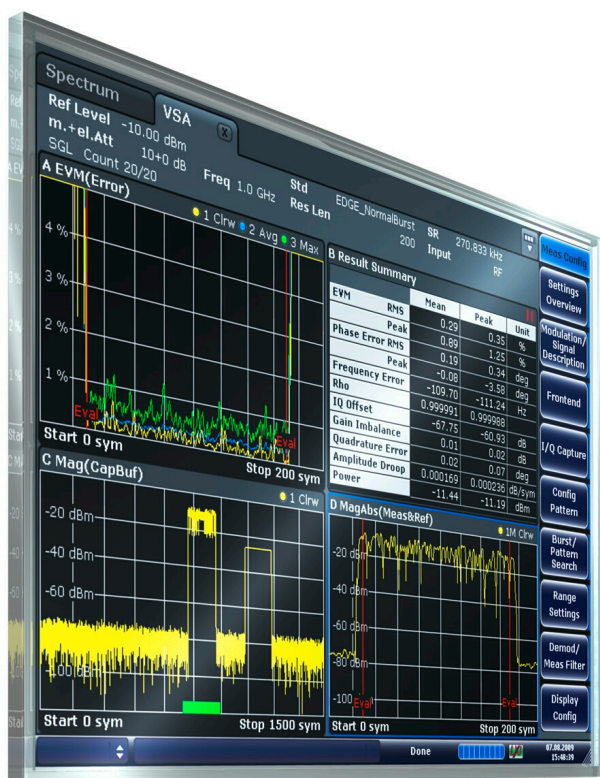 Spectrum
VSA
Ref Level -10.00 dBm
m.+el.Att 10+0 dB Freq 1.0 GHz Std EDGE_NormalBurst SR 270.833 kHz
SGL Count 20/20 Res Len 200 Input RF
A EVM(Error)
1 Clrw 2 Avg 3 Max
4 %
3 %
2 %
1 %
Eval Eval
Start 0 sym Stop 200 sym
B Result Summary
Mean Peak Unit
EVM RMS 0.29 0.35 %
Peak 0.89 1.25 %
Phase Error RMS 0.19 0.34 deg
Peak -0.08 -3.58 deg
Frequency Error -109.70 -111.24 Hz
Rho 0.999991 0.999988
IQ Offset -67.75 -60.93 dB
Gain Imbalance 0.01 0.02 dB
Quadrature Error 0.02 0.07 deg
Amplitude Droop 0.000169 0.000236 dB/sym
Power -11.44 -11.19 dBm
C Mag(CapBuf)
1 Clrw
-20 dBm
-40 dBm
-60 dBm
-100 dBm
Start 0 sym Stop 1500 sym
D MagAbs(Meas&Ref)
1M Clrw
-20 dBm
-40 dBm
-60 dBm
-80 dBm
-100
Eval Eval
Start 0 sym Stop 200 sym
Meas Config
Settings
Overview
Modulation/
Signal
Description
Frontend
I/Q Capture
Config
Pattern
Burst/
Pattern
Search
Range
Settings
Demod/
Meas Filter
Display
Config
Done
07.08.2009
15:48:39